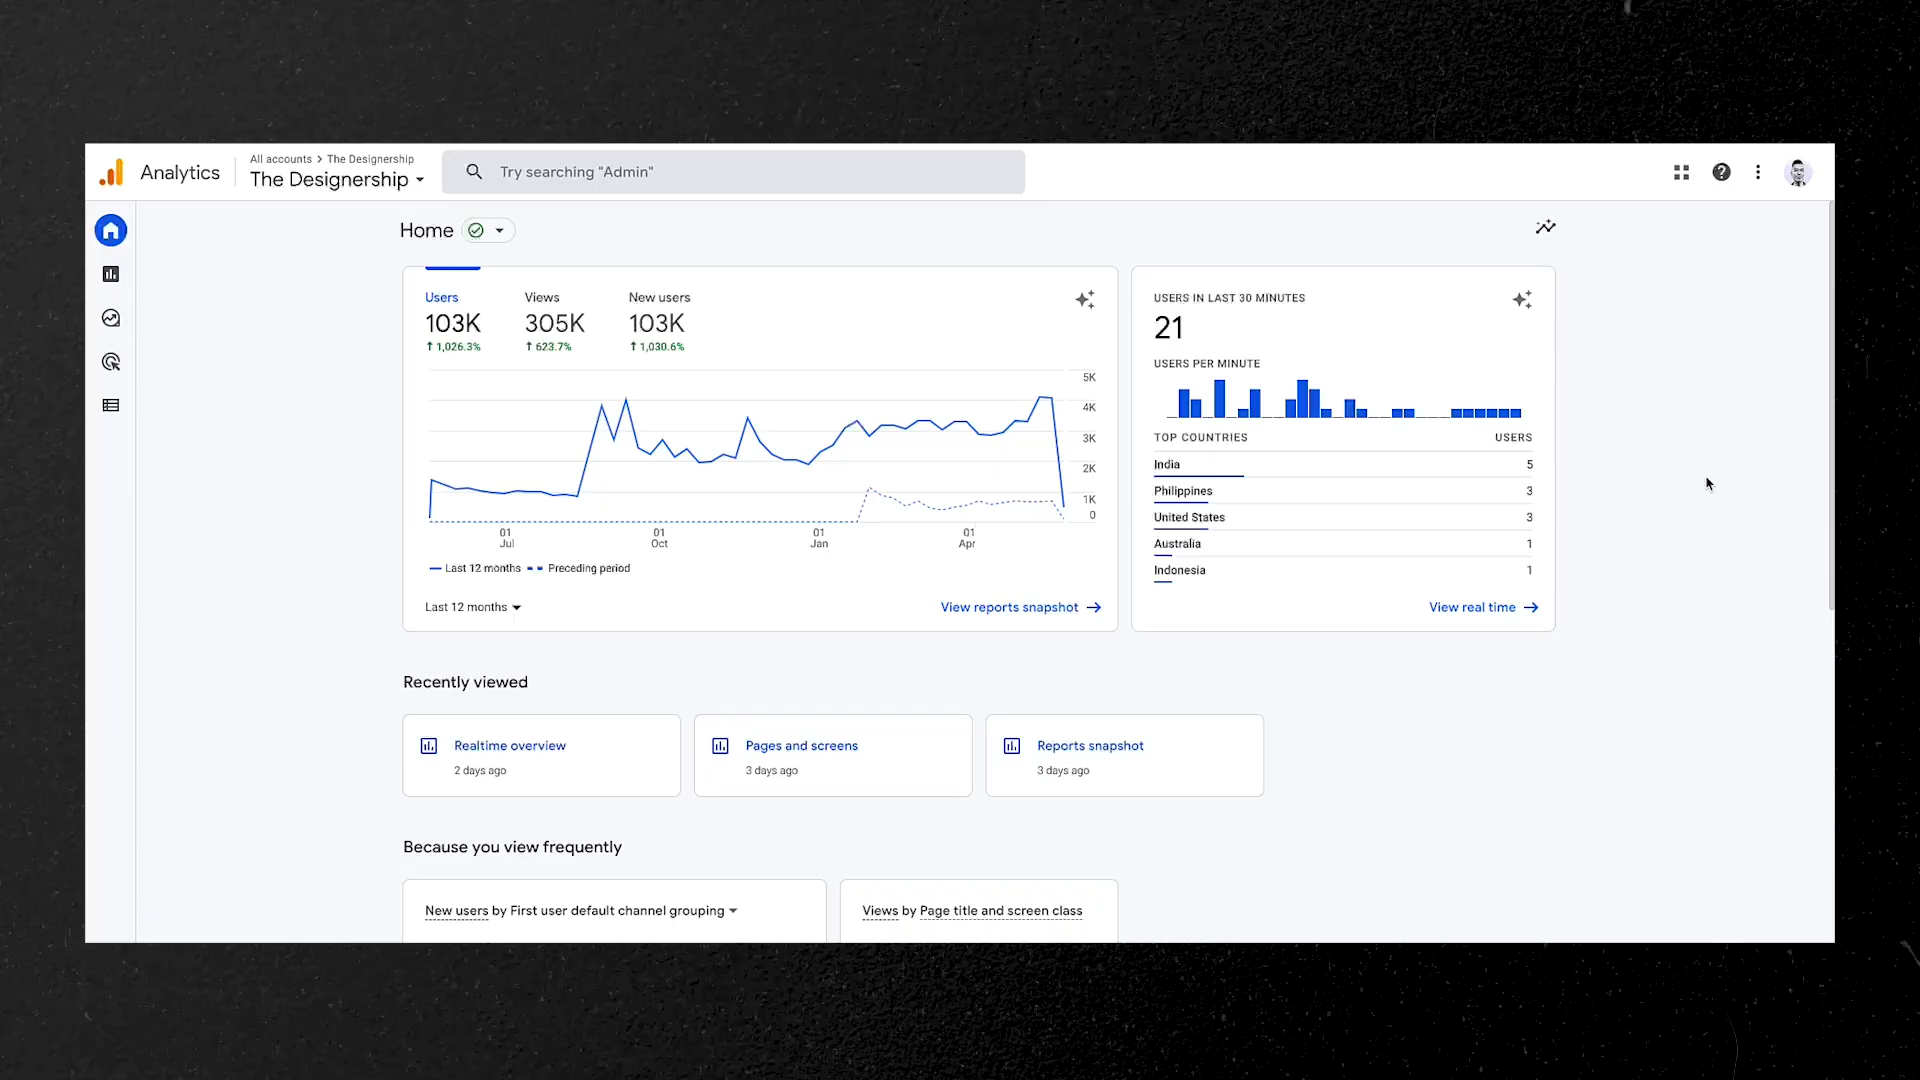 Analytics
All accounts > The Designership
The Designership
Try searching "Admin"
Home
Users
103K
↑ 1,026.3%
Views
305K
↑ 623.7%
New users
103K
↑ 1,030.6%
5K
4K
3K
2K
1K
0
01
Jul
01
Oct
01
Jan
01
Apr
Last 12 months
Preceding period
Last 12 months
View reports snapshot
USERS IN LAST 30 MINUTES
21
USERS PER MINUTE
TOP COUNTRIES USERS
India 5
Philippines 3
United States 3
Australia 1
Indonesia 1
View real time
Recently viewed
Realtime overview
2 days ago
Pages and screens
3 days ago
Reports snapshot
3 days ago
Because you view frequently
New users by First user default channel grouping
Views by Page title and screen class